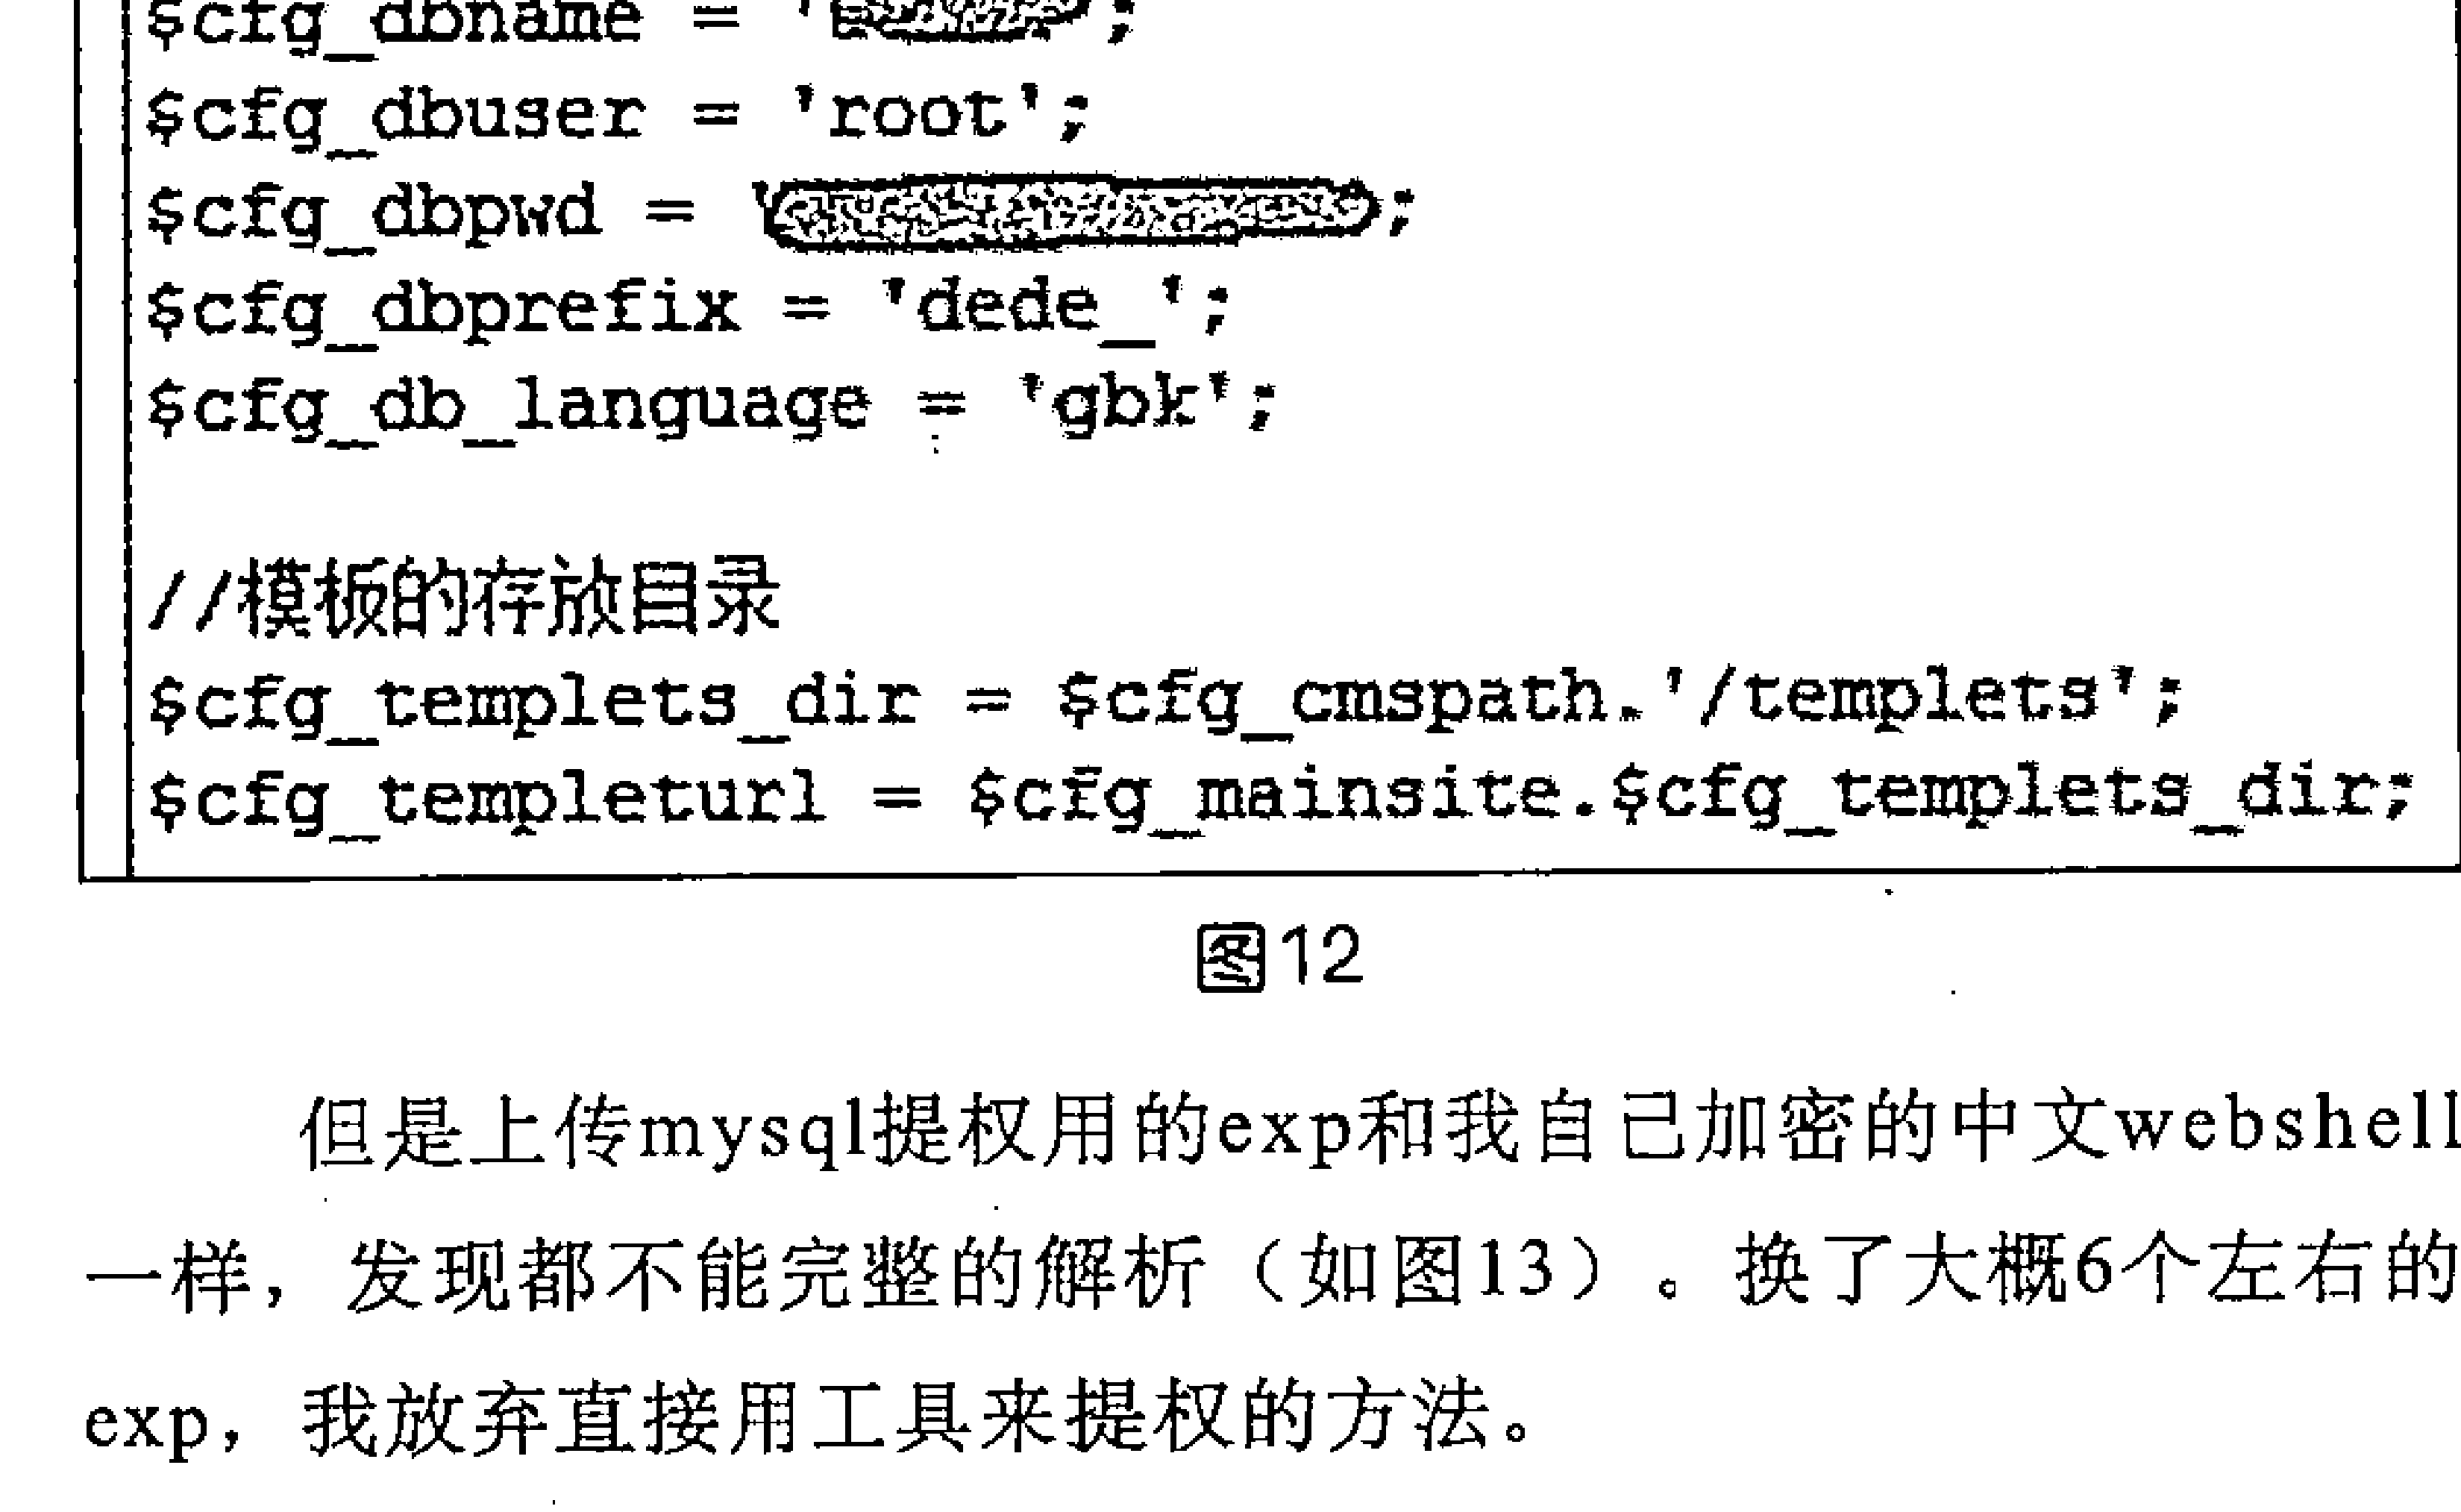 $cfg_dbname = '
$cfg_dbuser = 'root';
$cfg_dbpwd = ';
$cfg_dbprefix = 'dede_';
$cfg_db_language = 'gbk';
//模板的存放目录
$cfg_templets_dir = $cfg_cmspath.'/templets';
$cfg_templeturl = $cfg_mainsite.$cfg_templets_dir;
图12
但是上传mysql提权用的exp和我自已加密的中文webshell
一样，发现都不能完整的解析（如图13）。换了大概6个左右的
exp，我放弃直接用工具来提权的方法。